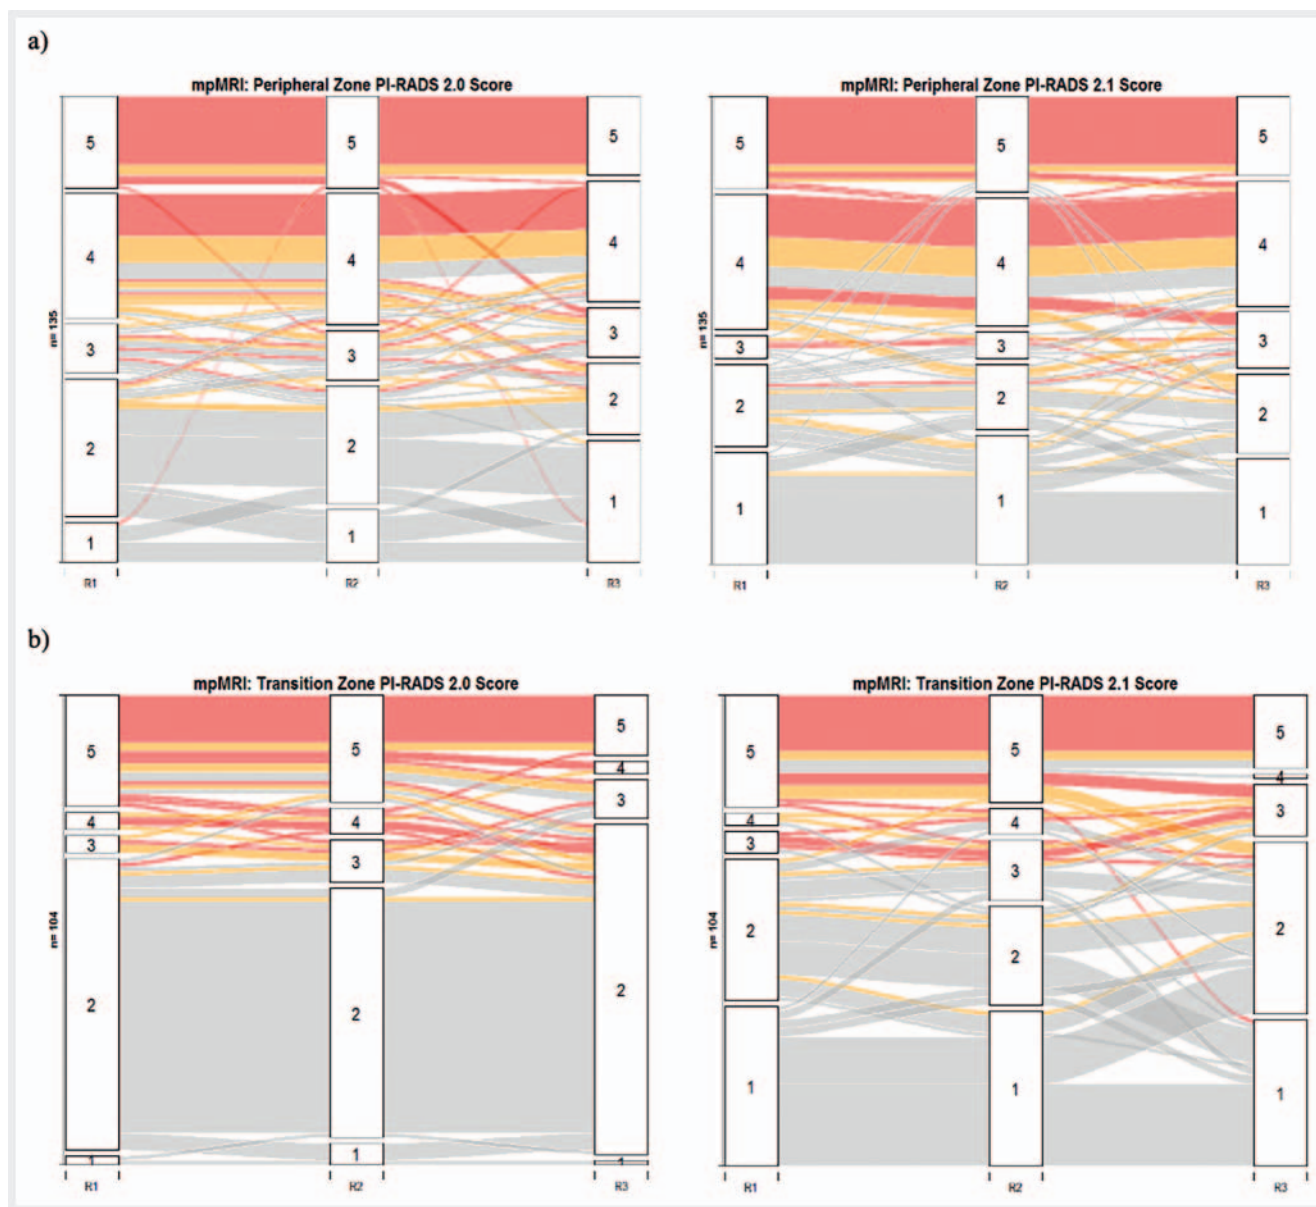 a)
mpMRI: Peripheral Zone PI-RADS 2.0 Score
5
4
3
2
1
5
4
3
2
1
5
4
3
2
1
n= 135
R1
R2
R3
mpMRI: Peripheral Zone PI-RADS 2.1 Score
5
4
3
2
1
5
4
3
2
1
5
4
3
2
1
n= 135
R1
R2
R3
b)
mpMRI: Transition Zone PI-RADS 2.0 Score
5
4
3
2
1
5
4
3
2
1
5
4
3
2
1
n= 104
R1
R2
R3
mpMRI: Transition Zone PI-RADS 2.1 Score
5
4
3
2
1
5
4
3
2
1
5
4
3
2
1
n= 104
R1
R2
R3